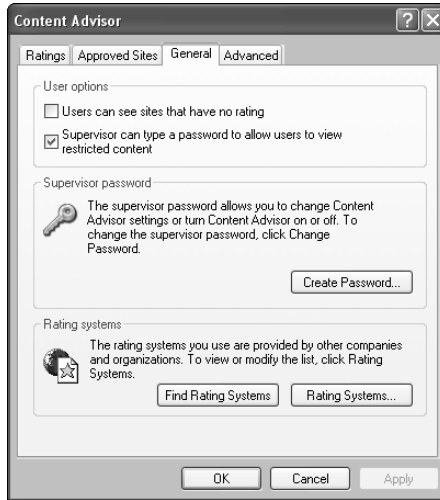 Content Advisor
Ratings Approved Sites General Advanced
User options
Users can see sites that have no rating
Supervisor can type a password to allow users to view
restricted content
Supervisor password
The supervisor password allows you to change Content
Advisor settings or turn Content Advisor on or off. To
change the supervisor password, click Change
Password.
Create Password...
Rating systems
The rating systems you use are provided by other companies
and organizations. To view or modify the list, click Rating
Systems.
Find Rating Systems Rating Systems...
OK Cancel Apply